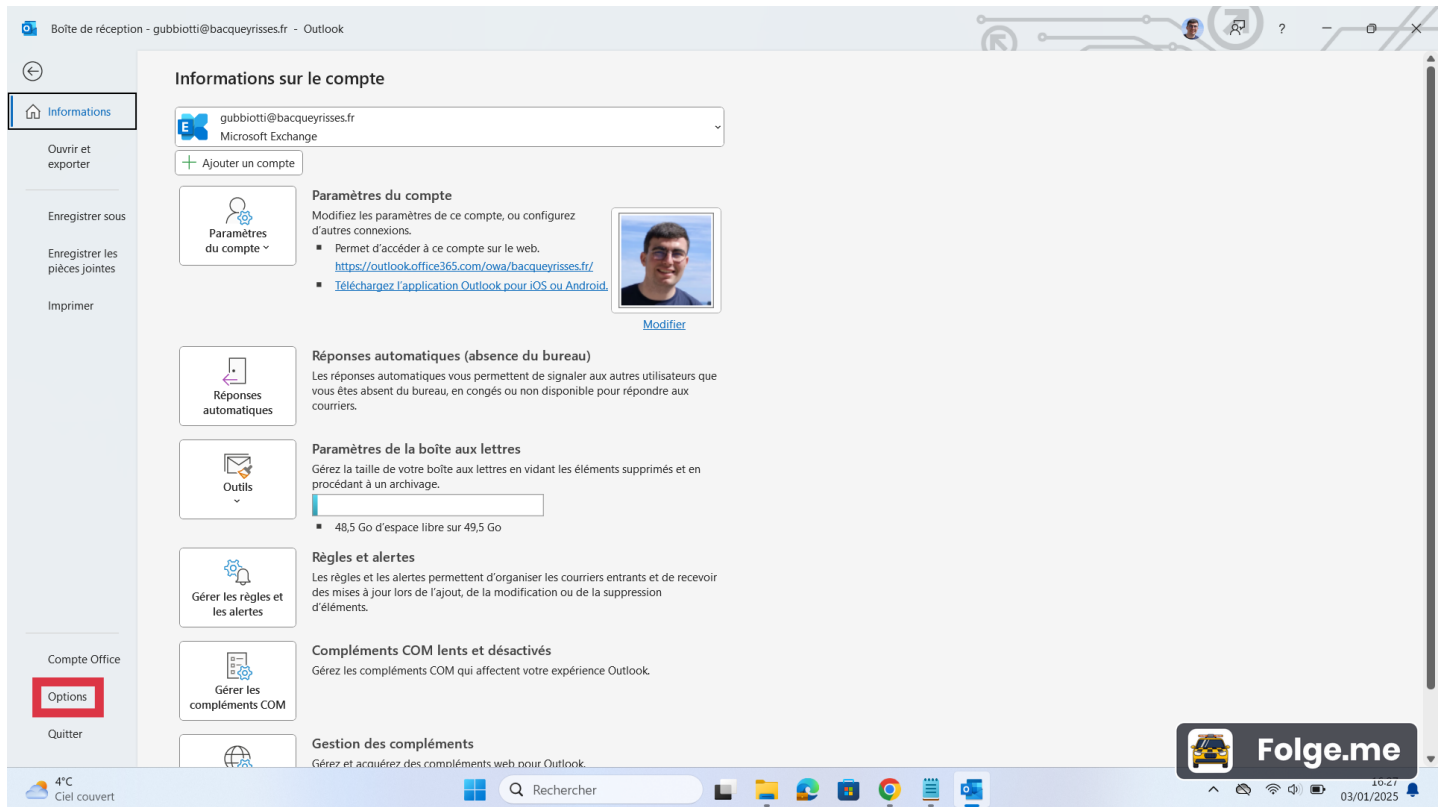 Boîte de réception - gubbiotti@bacqueyrisses.fr - Outlook
?
Informations sur le compte
Informations
Ouvrir et
exporter
Enregistrer sous
Enregistrer les
pièces jointes
Imprimer
Compte Office
Options
Quitter
E
gubbiotti@bacqueyrisses.fr
Microsoft Exchange
Ajouter un compte
Paramètres
du compte
Paramètres du compte
Modifiez les paramètres de ce compte, ou configurez
d'autres connexions.
Permet d'accéder à ce compte sur le web.
https://outlook.office365.com/owa/bacqueyrisses.fr/
Téléchargez l'application Outlook pour iOS ou Android.
Modifier
Réponses
automatiques
Réponses automatiques (absence du bureau)
Les réponses automatiques vous permettent de signaler aux autres utilisateurs que
vous êtes absent du bureau, en congés ou non disponible pour répondre aux
courriers.
Outils
Paramètres de la boîte aux lettres
Gérez la taille de votre boîte aux lettres en vidant les éléments supprimés et en
procédant à un archivage.
48,5 Go d'espace libre sur 49,5 Go
Gérer les règles et
les alertes
Règles et alertes
Les règles et les alertes permettent d'organiser les courriers entrants et de recevoir
des mises à jour lors de l'ajout, de la modification ou de la suppression
d'éléments.
Gérer les
compléments COM
Compléments COM lents et désactivés
Gérez les compléments COM qui affectent votre expérience Outlook.
Gestion des compléments
Gérez et acquérez des compléments web pour Outlook.
Folge.me
4°C
Ciel couvert
Rechercher
16:27
03/01/2025